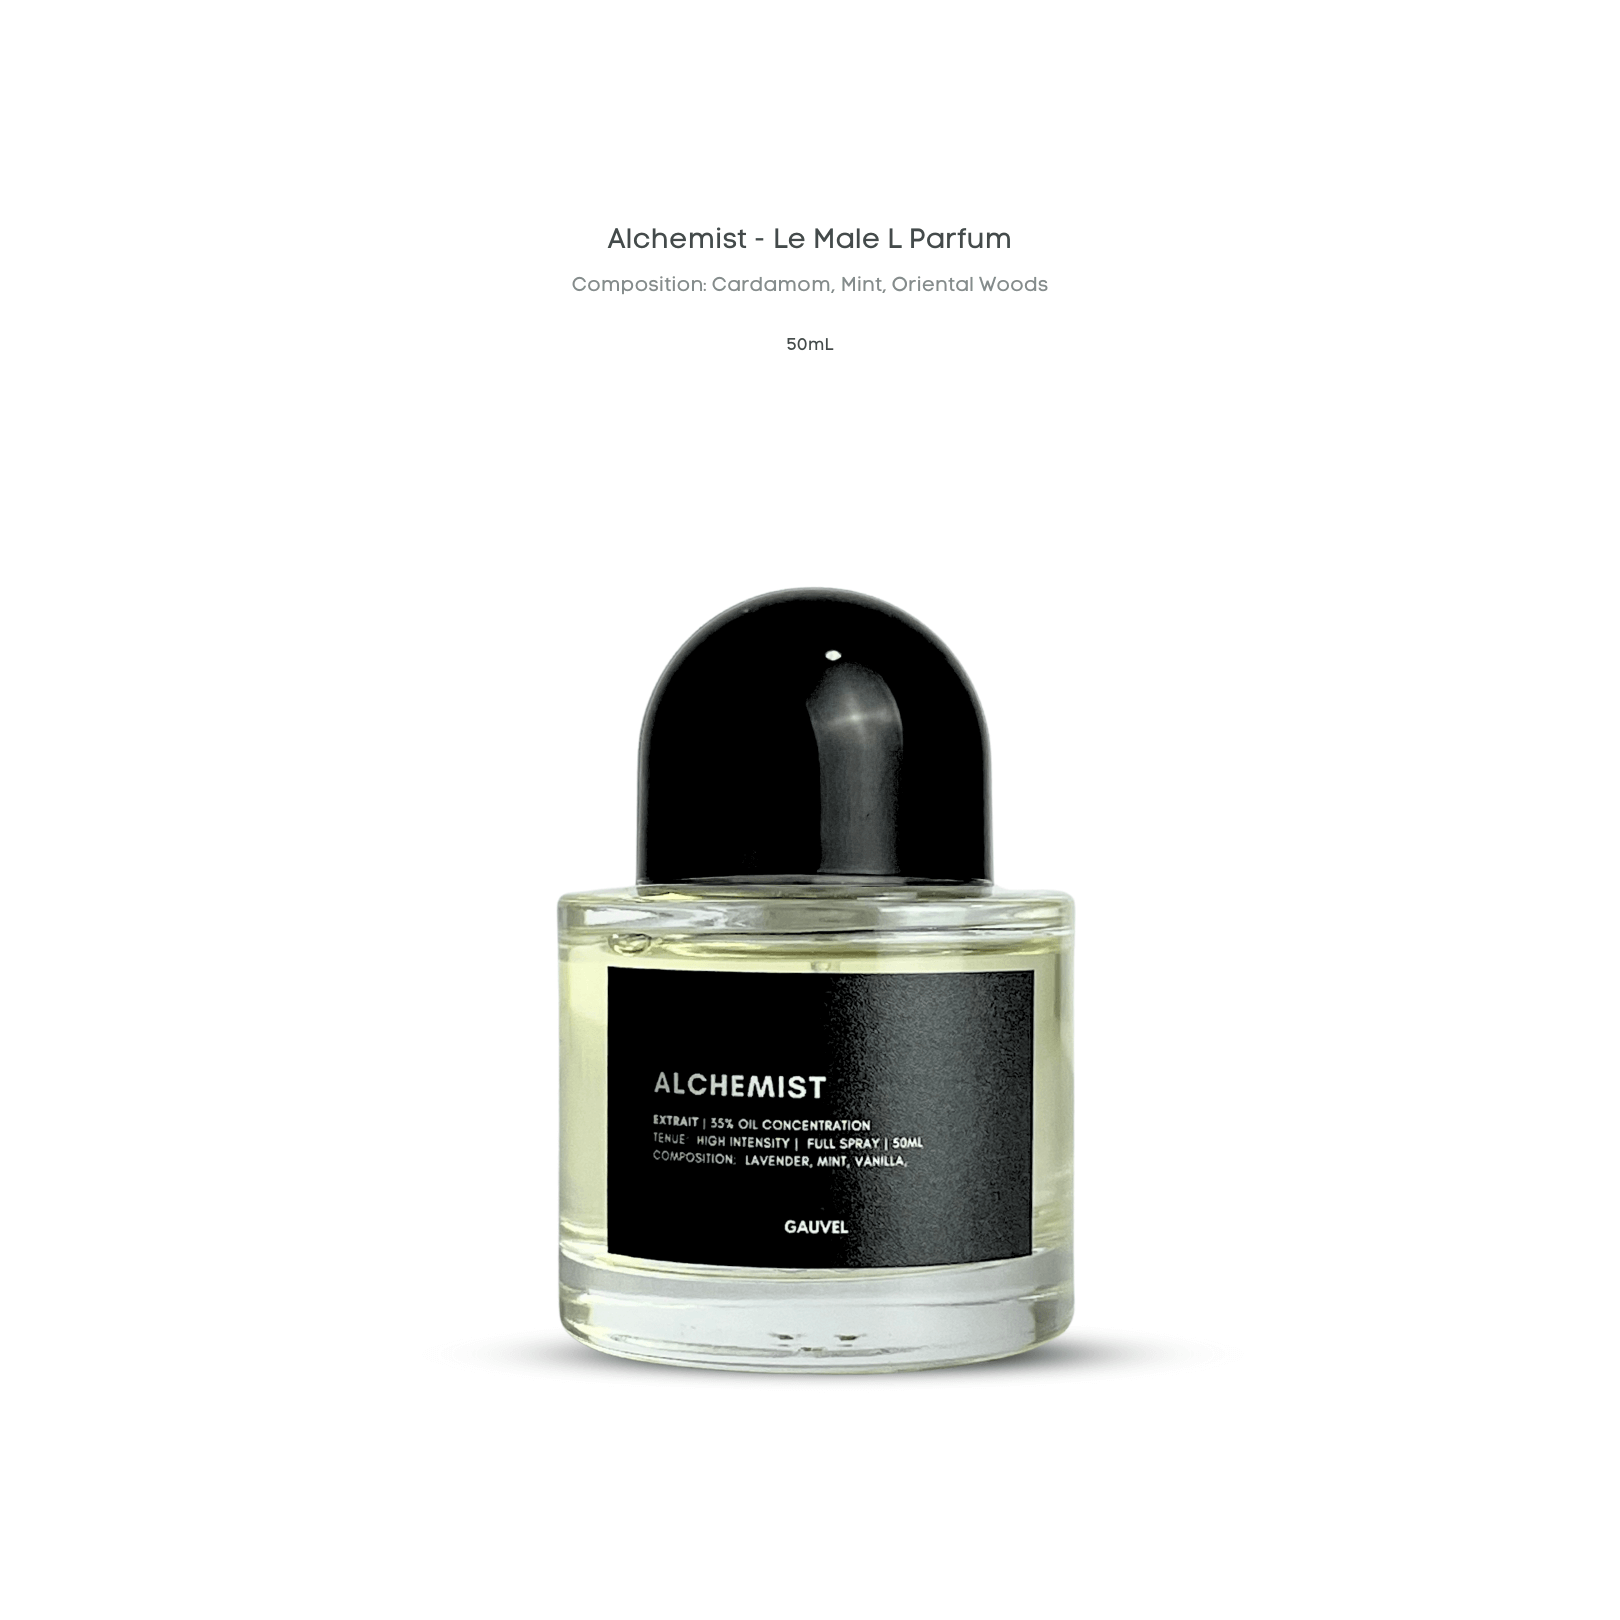 Alchemist - Le Male L Parfum
Composition: Cardamom, Mint, Oriental Woods
50mL
ALCHEMIST
EXTRAIT | 35% OIL CONCENTRATION
TENUE: HIGH INTENSITY | FULL SPRAY | 50ML
COMPOSITION: LAVENDER, MINT, VANILLA,
GAUVEL